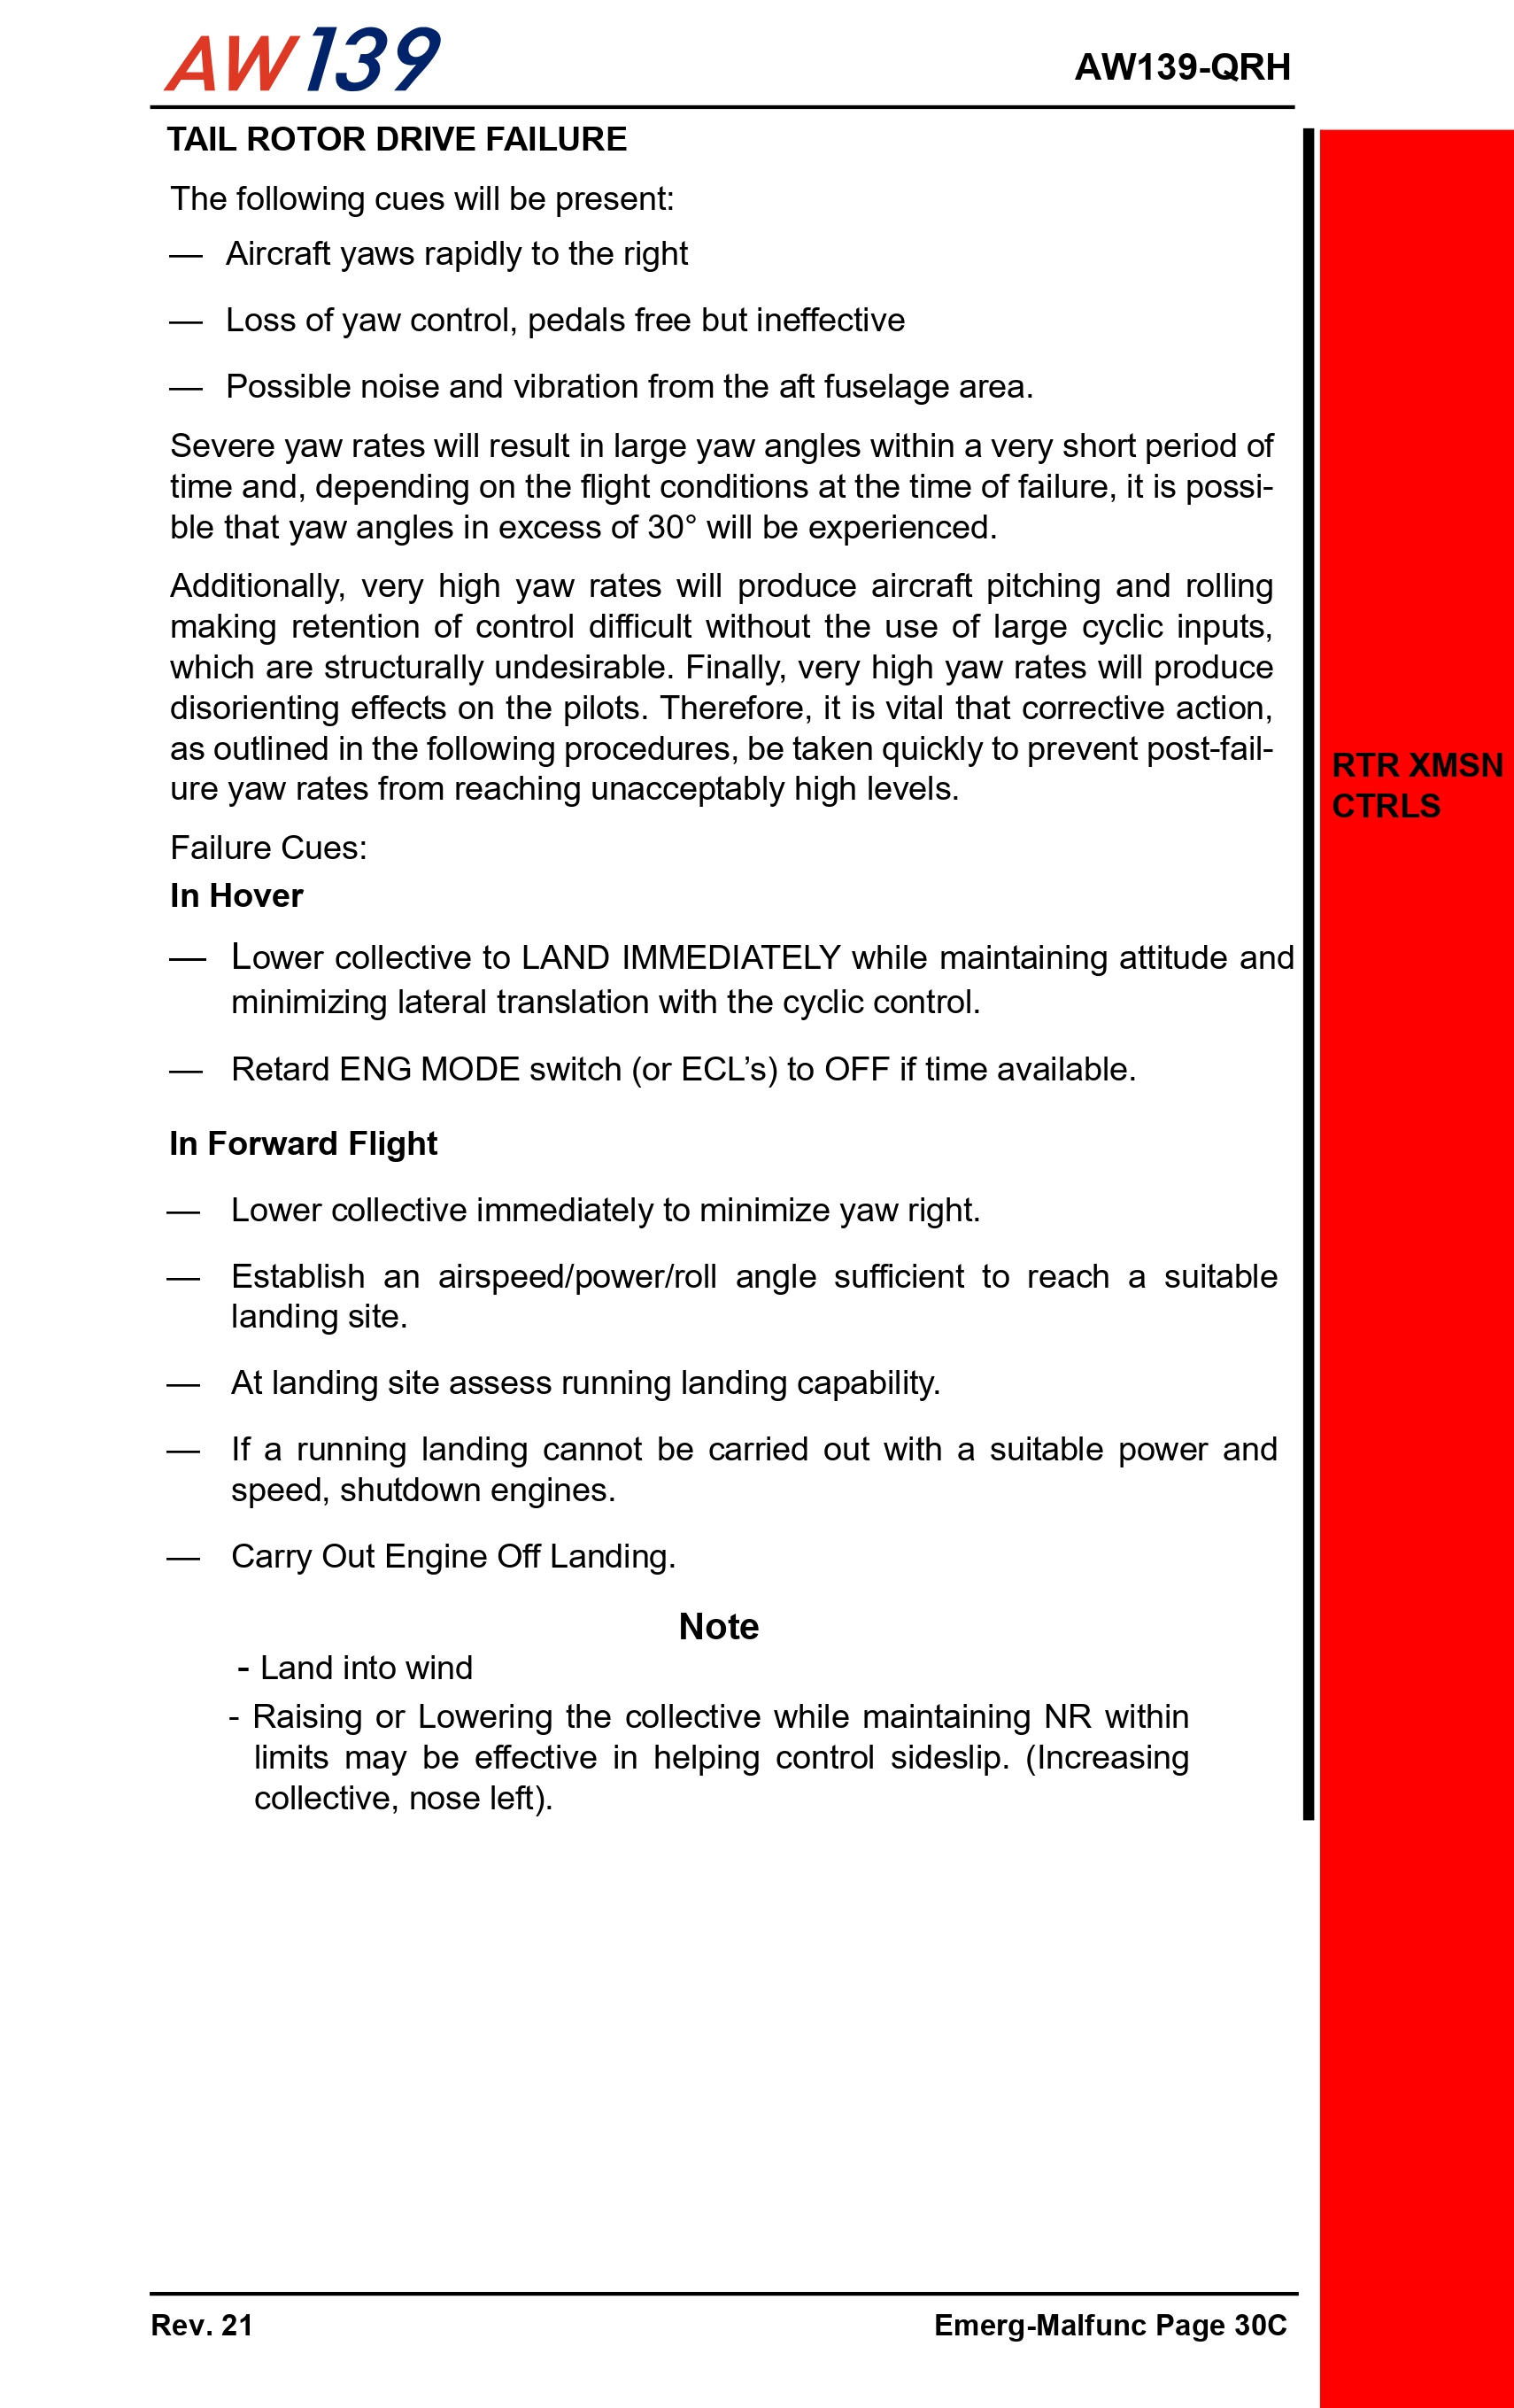 AW139
AW139-QRH
TAIL ROTOR DRIVE FAILURE
The following cues will be present:
— Aircraft yaws rapidly to the right
— Loss of yaw control, pedals free but ineffective
— Possible noise and vibration from the aft fuselage area.
Severe yaw rates will result in large yaw angles within a very short period of
time and, depending on the flight conditions at the time of failure, it is possi-
ble that yaw angles in excess of 30° will be experienced.
Additionally, very high yaw rates will produce aircraft pitching and rolling
making retention of control difficult without the use of large cyclic inputs,
which are structurally undesirable. Finally, very high yaw rates will produce
disorienting effects on the pilots. Therefore, it is vital that corrective action,
as outlined in the following procedures, be taken quickly to prevent post-fail-
ure yaw rates from reaching unacceptably high levels.
Failure Cues:
In Hover
— Lower collective to LAND IMMEDIATELY while maintaining attitude and
minimizing lateral translation with the cyclic control.
— Retard ENG MODE switch (or ECL’s) to OFF if time available.
In Forward Flight
— Lower collective immediately to minimize yaw right.
— Establish an airspeed/power/roll angle sufficient to reach a suitable
landing site.
— At landing site assess running landing capability.
— If a running landing cannot be carried out with a suitable power and
speed, shutdown engines.
— Carry Out Engine Off Landing.
Note
- Land into wind
- Raising or Lowering the collective while maintaining NR within
limits may be effective in helping control sideslip. (Increasing
collective, nose left).
RTR XMSN
CTRLS
Rev. 21
Emerg-Malfunc Page 30C